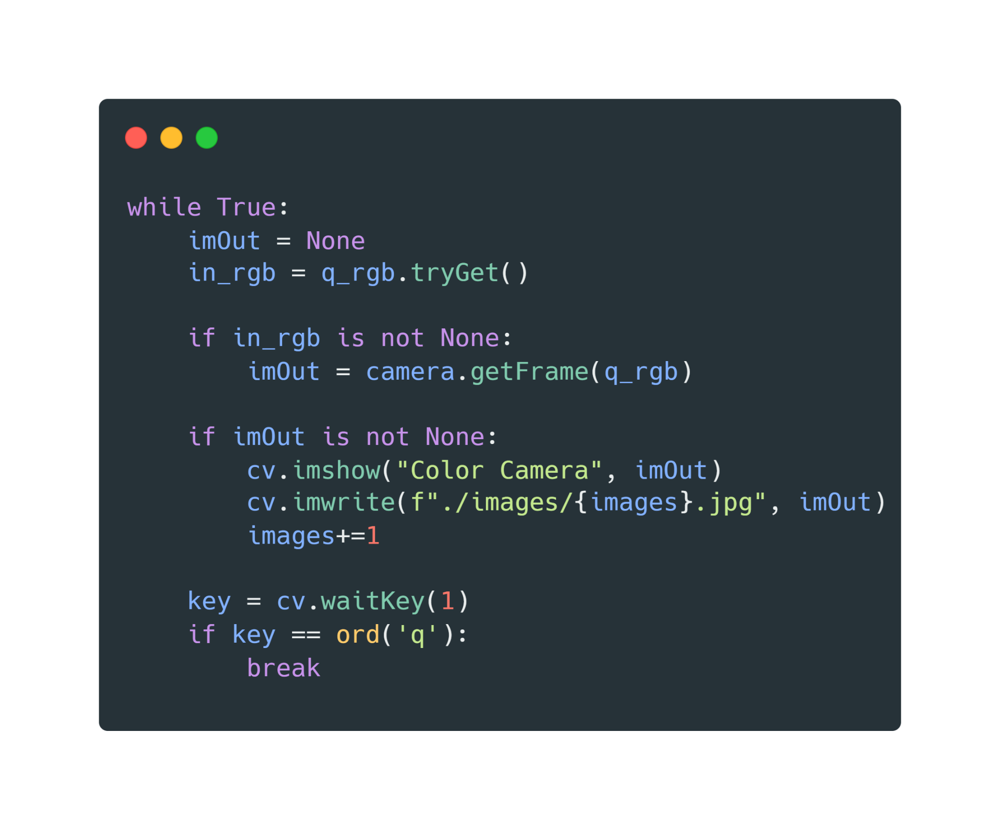 while True:
    imOut = None
    in_rgb = q_rgb.tryGet()

    if in_rgb is not None:
        imOut = camera.getFrame(q_rgb)

    if imOut is not None:
        cv.imshow("Color Camera", imOut)
        cv.imwrite(f"./images/{images}.jpg", imOut)
        images+=1

    key = cv.waitKey(1)
    if key == ord('q'):
        break